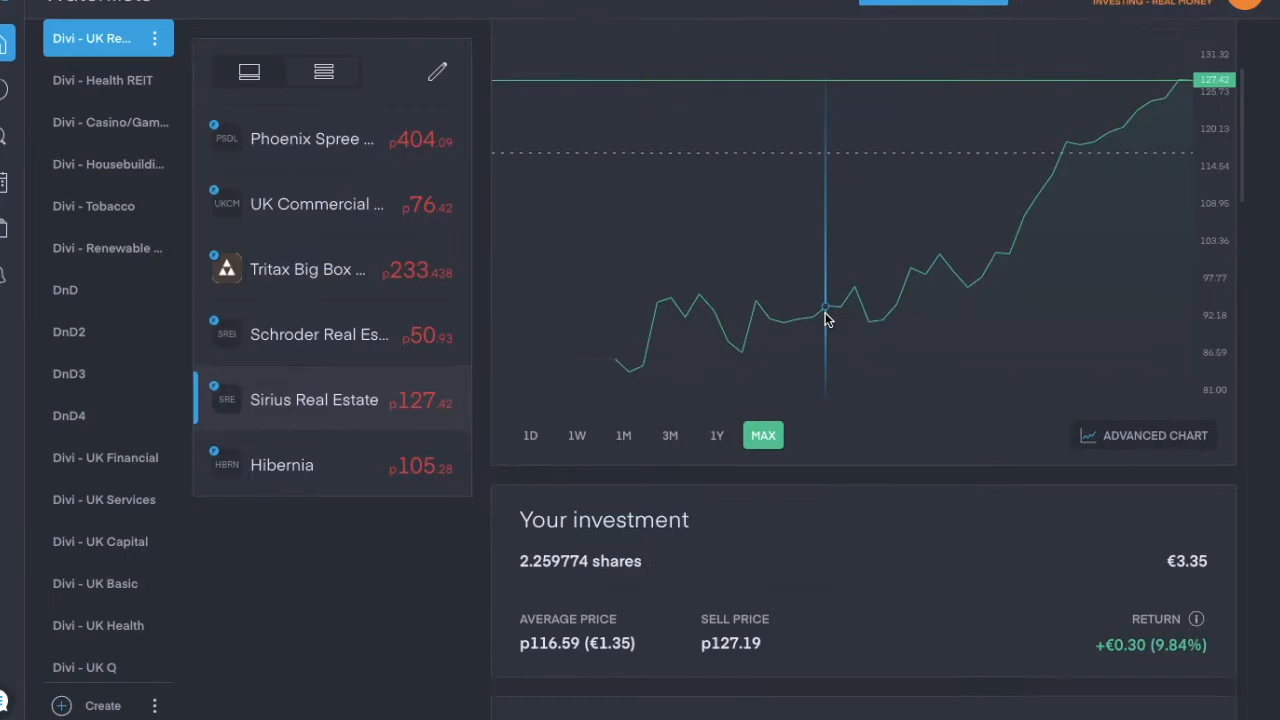 INVESTING - REAL MONEY
Divi - UK Re...
Divi - Health REIT
Divi - Casino/Gam...
Divi - Housebuildi...
Divi - Tobacco
Divi - Renewable ...
DnD
DnD2
DnD3
DnD4
Divi - UK Financial
Divi - UK Services
Divi - UK Capital
Divi - UK Basic
Divi - UK Health
Divi - UK Q
Create
PSDL Phoenix Spree ... p404.09
UKCM UK Commercial ... p76.42
Tritax Big Box ... p233.438
SREI Schroder Real Es... p50.93
SRE Sirius Real Estate p127.42
HBRN Hibernia p105.28
131.32
127.42
125.73
120.13
114.54
108.95
103.36
97.77
92.18
86.59
81.00
1D 1W 1M 3M 1Y MAX ADVANCED CHART
Your investment
2.259774 shares €3.35
AVERAGE PRICE SELL PRICE RETURN
p116.59 (€1.35) p127.19 +€0.30 (9.84%)